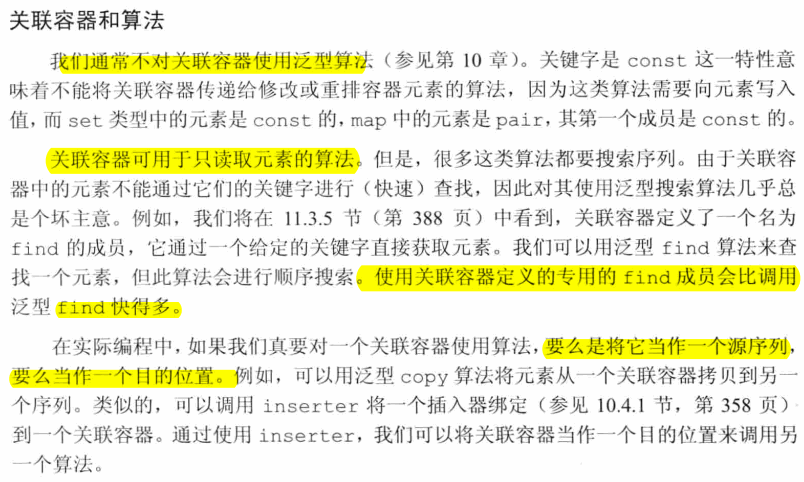 关联容器和算法
我们通常不对关联容器使用泛型算法（参见第 10 章）。关键字是 const 这一特性意
味着不能将关联容器传递给修改或重排容器元素的算法，因为这类算法需要向元素写入
值，而 set 类型中的元素是 const 的，map 中的元素是 pair，其第一个成员是 const 的。
关联容器可用于只读取元素的算法。但是，很多这类算法都要搜索序列。由于关联容
器中的元素不能通过它们的关键字进行（快速）查找，因此对其使用泛型搜索算法几乎总
是个坏主意。例如，我们将在 11.3.5 节（第 388 页）中看到，关联容器定义了一个名为
find 的成员，它通过一个给定的关键字直接获取元素。我们可以用泛型 find 算法来查
找一个元素，但此算法会进行顺序搜索。使用关联容器定义的专用的 find 成员会比调用
泛型 find 快得多。
在实际编程中，如果我们真要对一个关联容器使用算法，要么是将它当作一个源序列，
要么当作一个目的位置。例如，可以用泛型 copy 算法将元素从一个关联容器拷贝到另一
个序列。类似的，可以调用 inserter 将一个插入器绑定（参见 10.4.1 节，第 358 页）
到一个关联容器。通过使用 inserter，我们可以将关联容器当作一个目的位置来调用另
一个算法。